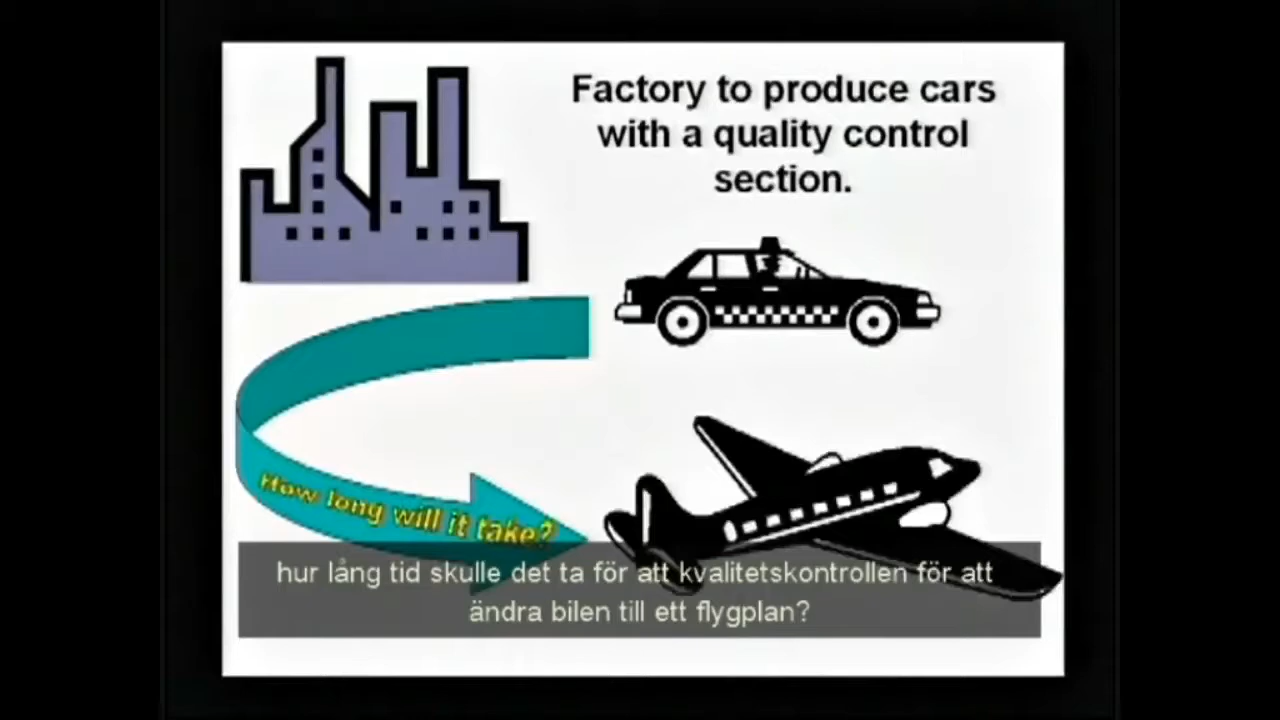 Factory to produce cars
with a quality control
section.
How long will it take?
hur lång tid skulle det ta för att kvalitetskontrollen för att
ändra bilen till ett flygplan?